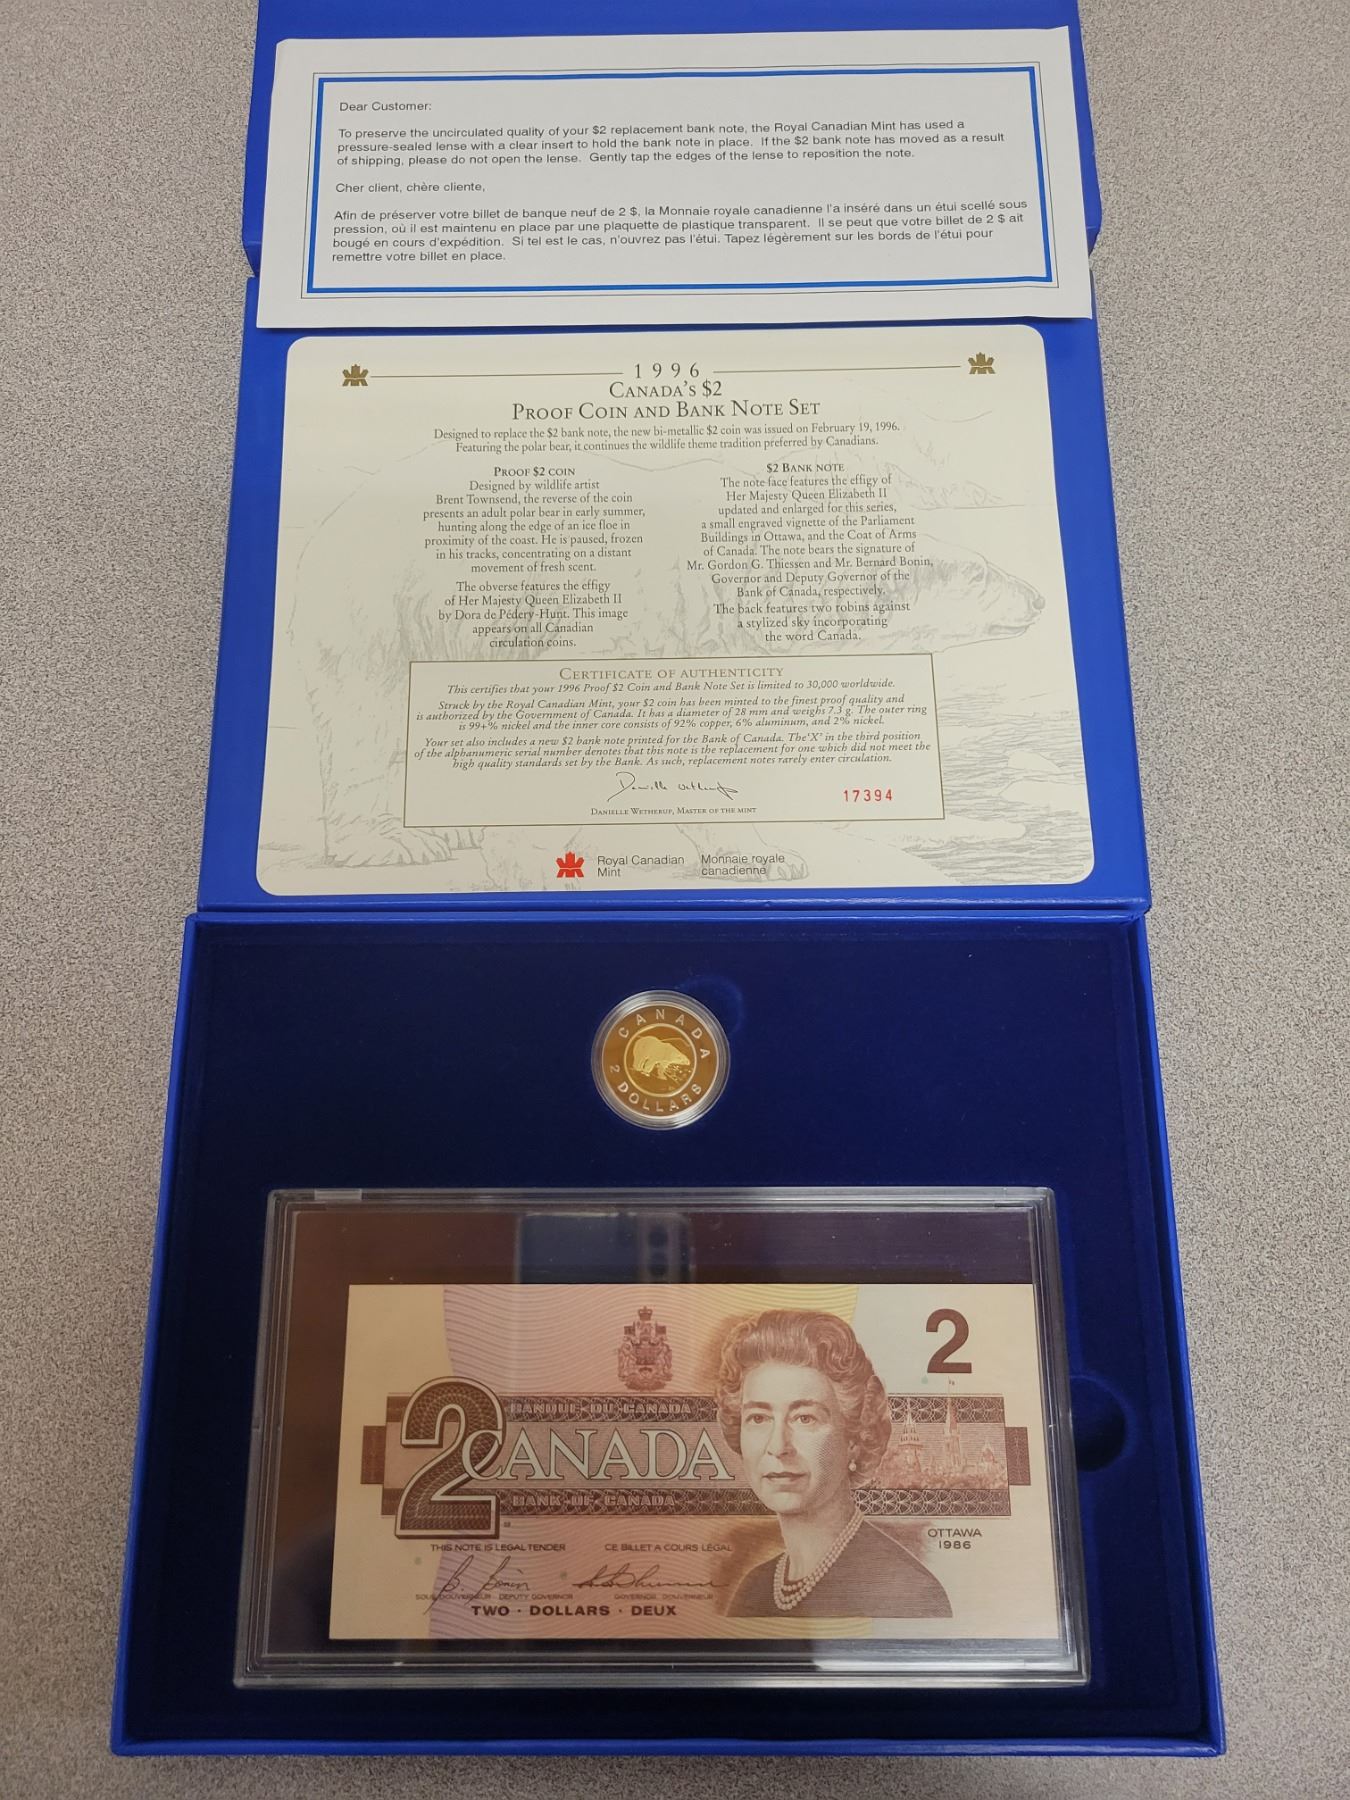 Dear Customer:
To preserve the uncirculated quality of your $2 replacement bank note, the Royal Canadian Mint has used a
pressure-sealed lense with a clear insert to hold the bank note in place. If the $2 bank note has moved as a result
of shipping, please do not open the lense. Gently tap the edges of the lense to reposition the note.
Cher client, chère cliente,
Afin de préserver votre billet de banque neuf de 2 $, la Monnaie royale canadienne l'a inséré dans un étui scellé sous
pression, où il est maintenu en place par une plaquette de plastique transparent. Il se peut que votre billet de 2 $ ait
bougé en cours d'expédition. Si tel est le cas, n'ouvrez pas l'étui. Tapez légèrement sur les bords de l'étui pour
remettre votre billet en place.
1996
CANADA'S $2
PROOF COIN AND BANK NOTE SET
Designed to replace the $2 bank note, the new bi-metallic $2 coin was issued on February 19, 1996.
Featuring the polar bear, it continues the wildlife theme tradition preferred by Canadians.
PROOF $2 COIN
Designed by wildlife artist
Brent Townsend, the reverse of the coin
presents an adult polar bear in early summer,
hunting along the edge of an ice floe in
proximity of the coast. He is paused, frozen
in his tracks, concentrating on a distant
movement of fresh scent.
The obverse features the effigy
of Her Majesty Queen Elizabeth II
by Dora de Pédery-Hunt. This image
appears on all Canadian
circulation coins.
$2 BANK NOTE
The note face features the effigy of
Her Majesty Queen Elizabeth II
updated and enlarged for this series,
a small engraved vignette of the Parliament
Buildings in Ottawa, and the Coat of Arms
of Canada. The note bears the signature of
Mr. Gordon G. Thiessen and Mr. Bernard Bonin,
Governor and Deputy Governor of the
Bank of Canada, respectively.
The back features two robins against
a stylized sky incorporating
the word Canada.
CERTIFICATE OF AUTHENTICITY
This certifies that your 1996 Proof $2 Coin and Bank Note Set is limited to 30,000 worldwide.
Struck by the Royal Canadian Mint, your $2 coin has been minted to the finest proof quality and
is authorized by the Government of Canada. It has a diameter of 28 mm and weighs 7.3 g. The outer ring
is 99+% nickel and the inner core consists of 92% copper, 6% aluminum, and 2% nickel.
Your set also includes a new $2 bank note printed for the Bank of Canada. The 'X' in the third position
of the alphanumeric serial number denotes that this note is the replacement for one which did not meet the
high quality standards set by the Bank. As such, replacement notes rarely enter circulation.
17394
DANIELLE WETHERUP, MASTER OF THE MINT
Royal Canadian Mint
Monnaie royale canadienne
CANADA
2 DOLLARS
2
BANQUE DU CANADA
2 CANADA
BANK OF CANADA
OTTAWA
1986
THIS NOTE IS LEGAL TENDER CE BILLET A COURS LÉGAL
SOUS-GOUVERNEUR DEPUTY GOVERNOR GOVERNOR GOUVERNEUR
TWO · DOLLARS · DEUX